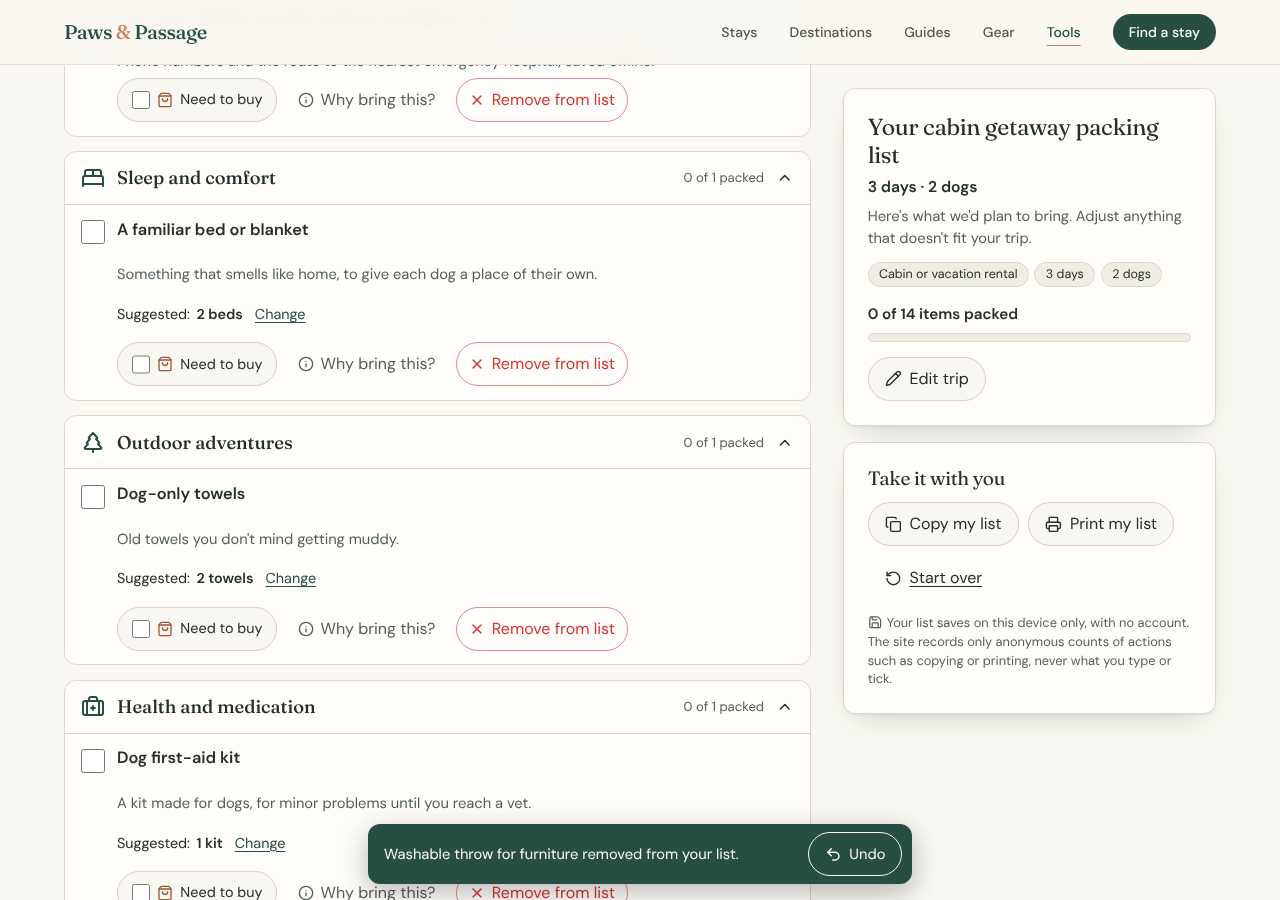 Paws & Passage
Stays
Destinations
Guides
Gear
Tools
Find a stay
Need to buy
Why bring this?
Remove from list
Sleep and comfort
0 of 1 packed
A familiar bed or blanket
Something that smells like home, to give each dog a place of their own.
Suggested: 2 beds Change
Need to buy
Why bring this?
Remove from list
Outdoor adventures
0 of 1 packed
Dog-only towels
Old towels you don't mind getting muddy.
Suggested: 2 towels Change
Need to buy
Why bring this?
Remove from list
Health and medication
0 of 1 packed
Dog first-aid kit
A kit made for dogs, for minor problems until you reach a vet.
Suggested: 1 kit Change
Need to buy
Why bring this?
Remove from list
Your cabin getaway packing
list
3 days · 2 dogs
Here's what we'd plan to bring. Adjust anything
that doesn't fit your trip.
Cabin or vacation rental
3 days
2 dogs
0 of 14 items packed
Edit trip
Take it with you
Copy my list
Print my list
Start over
Your list saves on this device only, with no account.
The site records only anonymous counts of actions
such as copying or printing, never what you type or
tick.
Washable throw for furniture removed from your list.
Undo